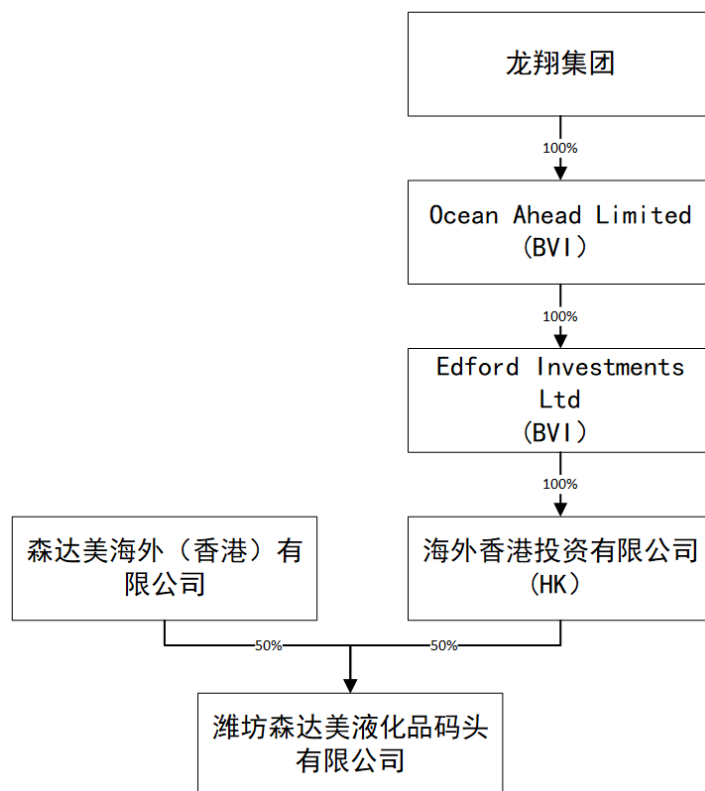 龙翔集团
100%
Ocean Ahead Limited
(BVI)
100%
Edford Investments
Ltd
(BVI)
100%
森达美海外（香港）有
限公司
海外香港投资有限公司
(HK)
50%
50%
潍坊森达美液化品码头
有限公司